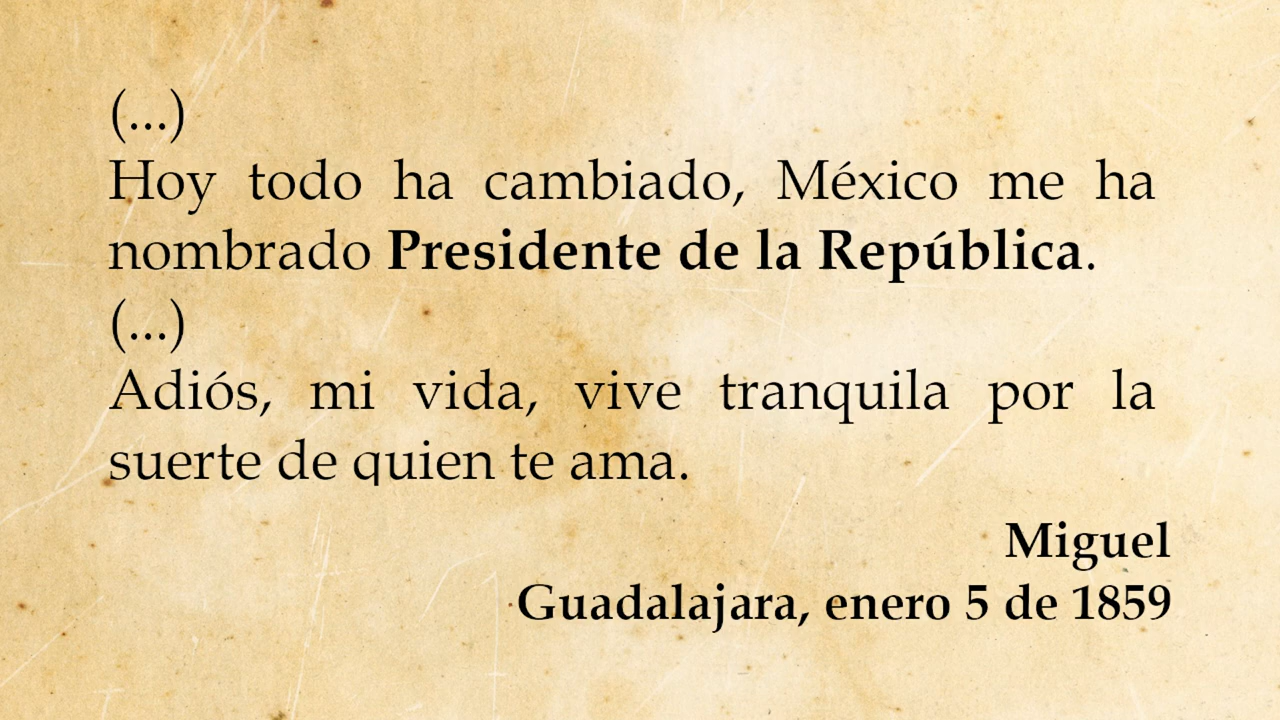 (...)
Hoy todo ha cambiado, México me ha
nombrado Presidente de la República.
(...)
Adiós, mi vida, vive tranquila por la
suerte de quien te ama.
Miguel
Guadalajara, enero 5 de 1859